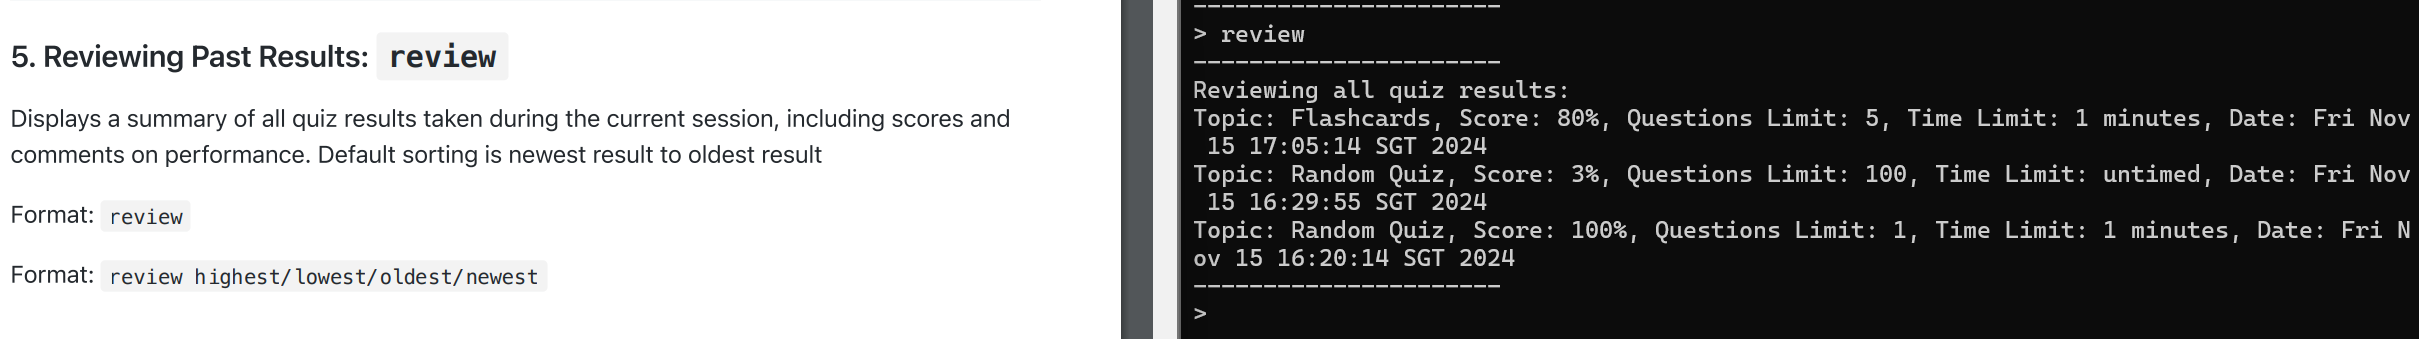 5. Reviewing Past Results: review
Displays a summary of all quiz results taken during the current session, including scores and
comments on performance. Default sorting is newest result to oldest result
Format: review
Format: review highest/lowest/oldest/newest
----------------------
> review
----------------------
Reviewing all quiz results:
Topic: Flashcards, Score: 80%, Questions Limit: 5, Time Limit: 1 minutes, Date: Fri Nov
 15 17:05:14 SGT 2024
Topic: Random Quiz, Score: 3%, Questions Limit: 100, Time Limit: untimed, Date: Fri Nov
 15 16:29:55 SGT 2024
Topic: Random Quiz, Score: 100%, Questions Limit: 1, Time Limit: 1 minutes, Date: Fri N
ov 15 16:20:14 SGT 2024
----------------------
>